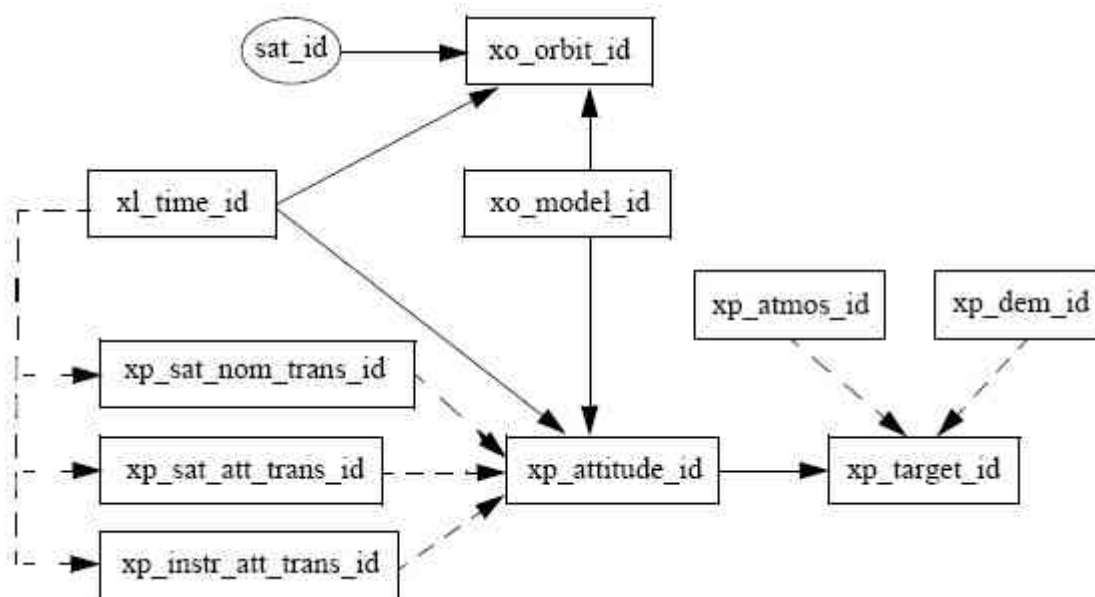 sat_id
xo_orbit_id
xl_time_id
xo_model_id
xp_atmos_id
xp_dem_id
xp_sat_nom_trans_id
xp_sat_att_trans_id
xp_attitude_id
xp_target_id
xp_instr_att_trans_id